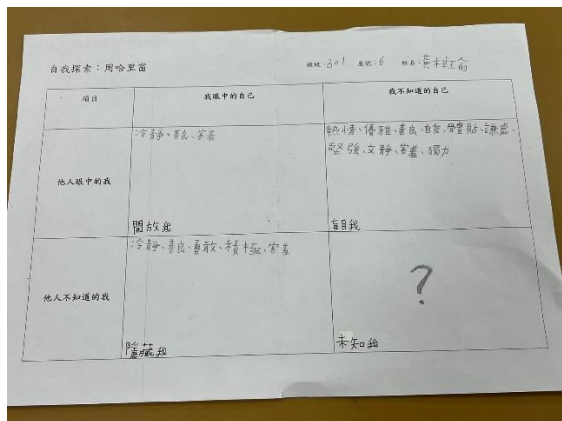 自我探索：周哈里窗
班級:301 座號:6 姓名:黃
項目
我眼中的自己
我不知道的自己
他人眼中的我
冷靜、善良、害羞
開放我
熱情、優雅、善良、自信、體貼、謙虛、
堅強、文靜、害羞、獨力
盲目我
他人不知道的我
冷靜、善良、勇敢、積極、害羞
隱藏我
?
未知我